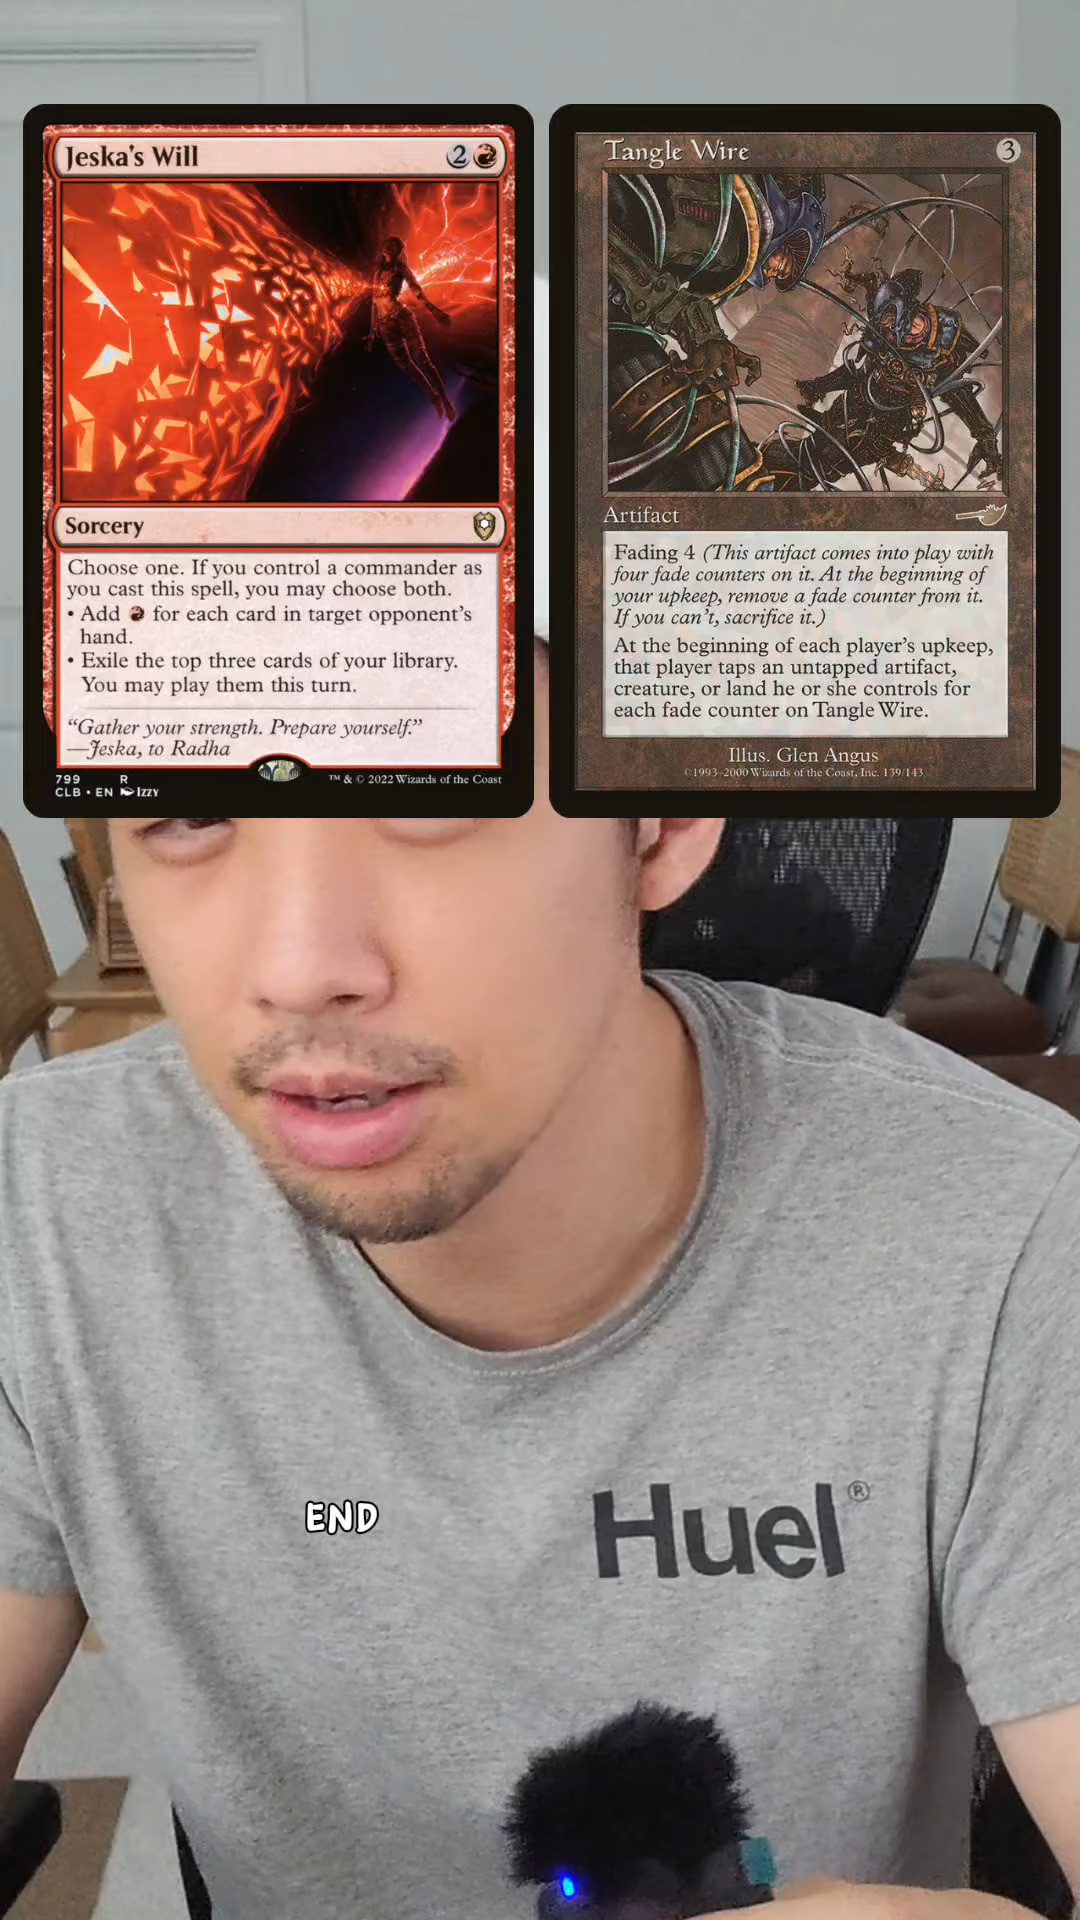 Jeska's Will 2
Sorcery
Choose one. If you control a commander as
you cast this spell, you may choose both.
• Add for each card in target opponent's
hand.
• Exile the top three cards of your library.
You may play them this turn.
“Gather your strength. Prepare yourself.”
—Jeska, to Radha
799 R
CLB • EN Izzy
™ & © 2022 Wizards of the Coast
Tangle Wire 3
Artifact
Fading 4 (This artifact comes into play with
four fade counters on it. At the beginning of
your upkeep, remove a fade counter from it.
If you can't, sacrifice it.)
At the beginning of each player's upkeep,
that player taps an untapped artifact,
creature, or land he or she controls for
each fade counter on Tangle Wire.
Illus. Glen Angus
©1993–2000 Wizards of the Coast, Inc. 139/143
END
Huel®